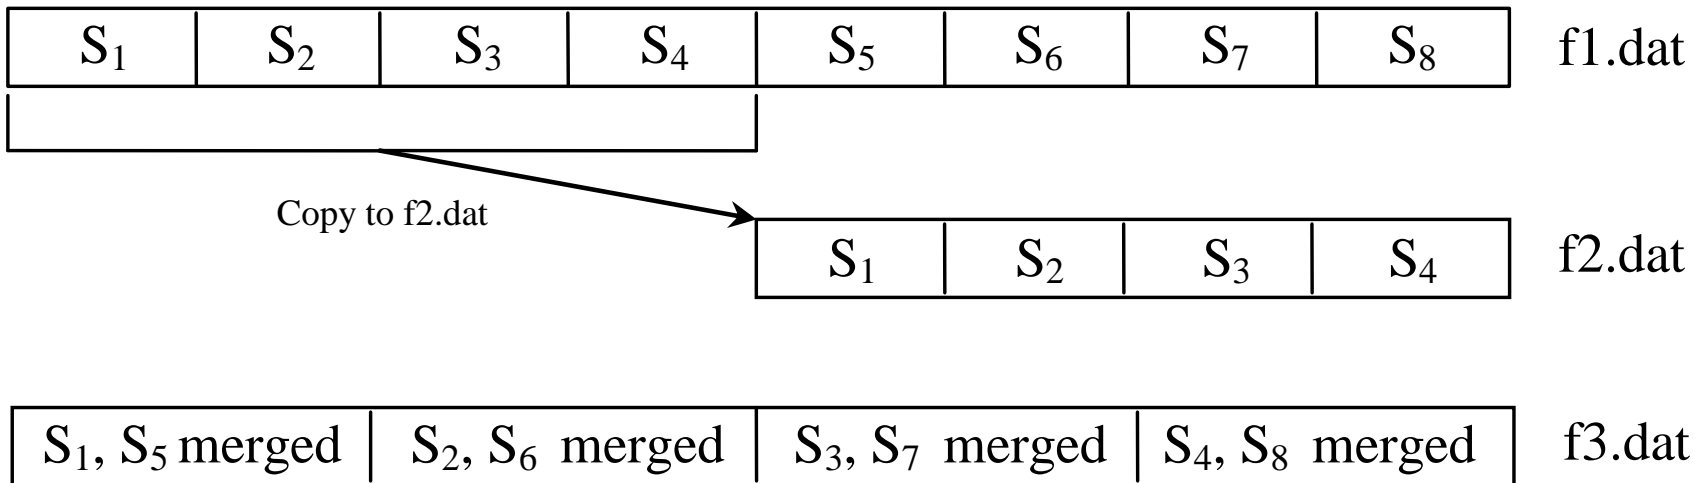 S₁ S₂ S₃ S₄ S₅ S₆ S₇ S₈ f1.dat
Copy to f2.dat
S₁ S₂ S₃ S₄ f2.dat
S₁, S₅ merged S₂, S₆ merged S₃, S₇ merged S₄, S₈ merged f3.dat